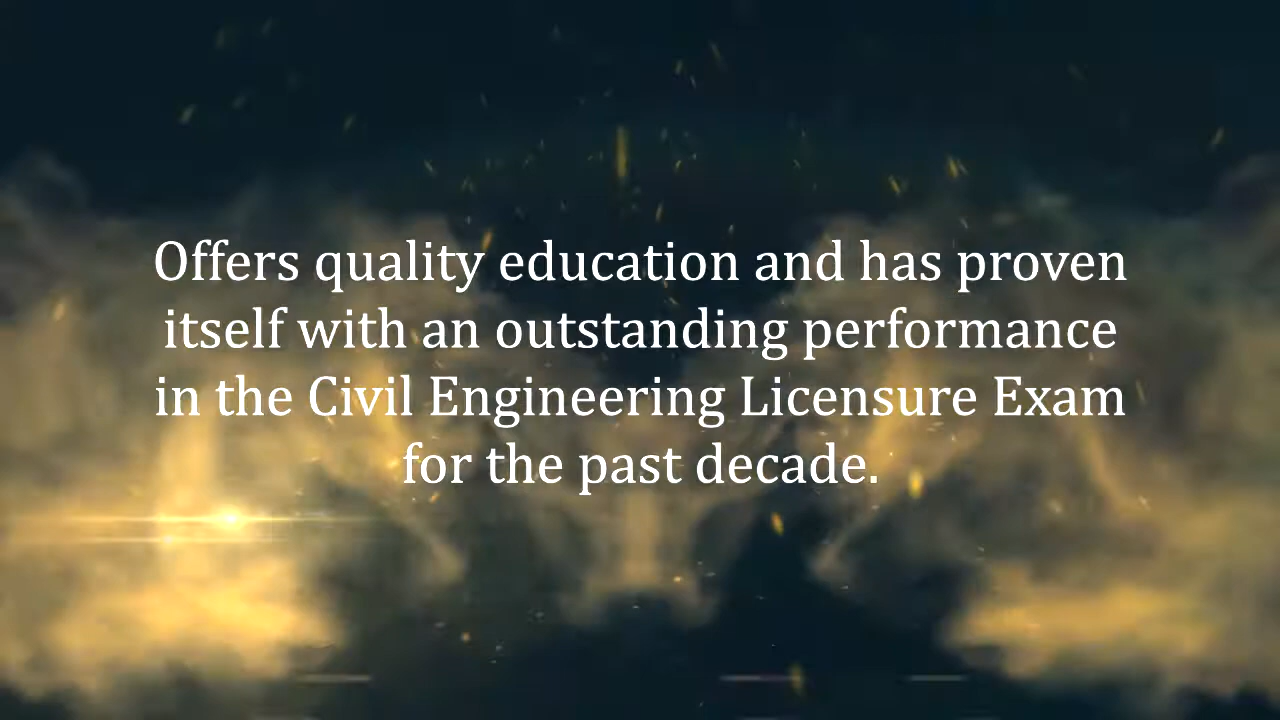 Offers quality education and has proven
itself with an outstanding performance
in the Civil Engineering Licensure Exam
for the past decade.